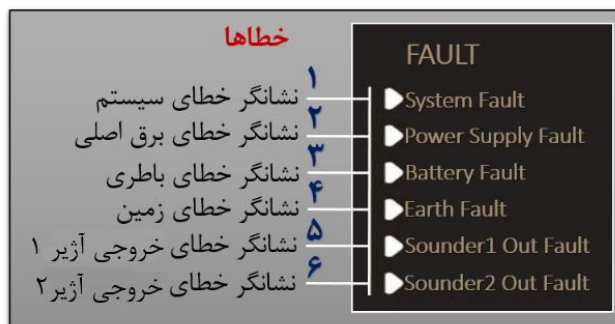 خطاها
۱
نشانگر خطای سیستم
۲
نشانگر خطای برق اصلی
۳
نشانگر خطای باطری
۴
نشانگر خطای زمین
۵
نشانگر خطای خروجی آژیر ۱
۶
نشانگر خطای خروجی آژیر۲
FAULT
System Fault
Power Supply Fault
Battery Fault
Earth Fault
Sounder1 Out Fault
Sounder2 Out Fault